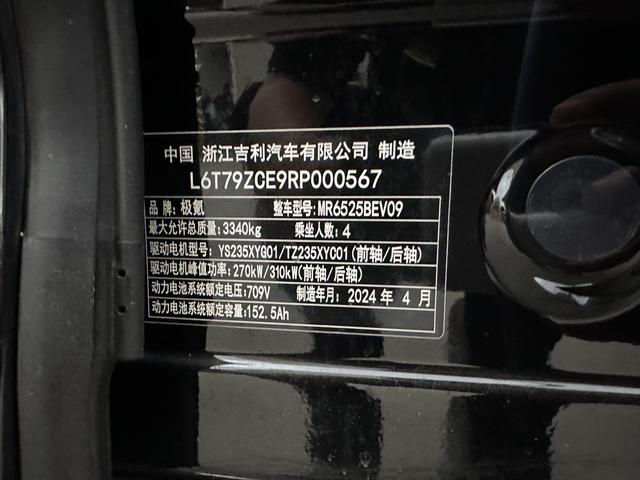 中国 浙江吉利汽车有限公司 制造
L6T79ZCE9RP000567
品 牌: 极氪 整车型号: MR6525BEV09
最大允许总质量: 3340kg 乘坐人数: 4
驱动电机型号: YS235XYG01/TZ235XYC01(前轴/后轴)
驱动电机峰值功率: 270kW/310kW(前轴/后轴)
动力电池系统额定电压: 709V 制造年月: 2024 年 4 月
动力电池系统额定容量: 152.5Ah